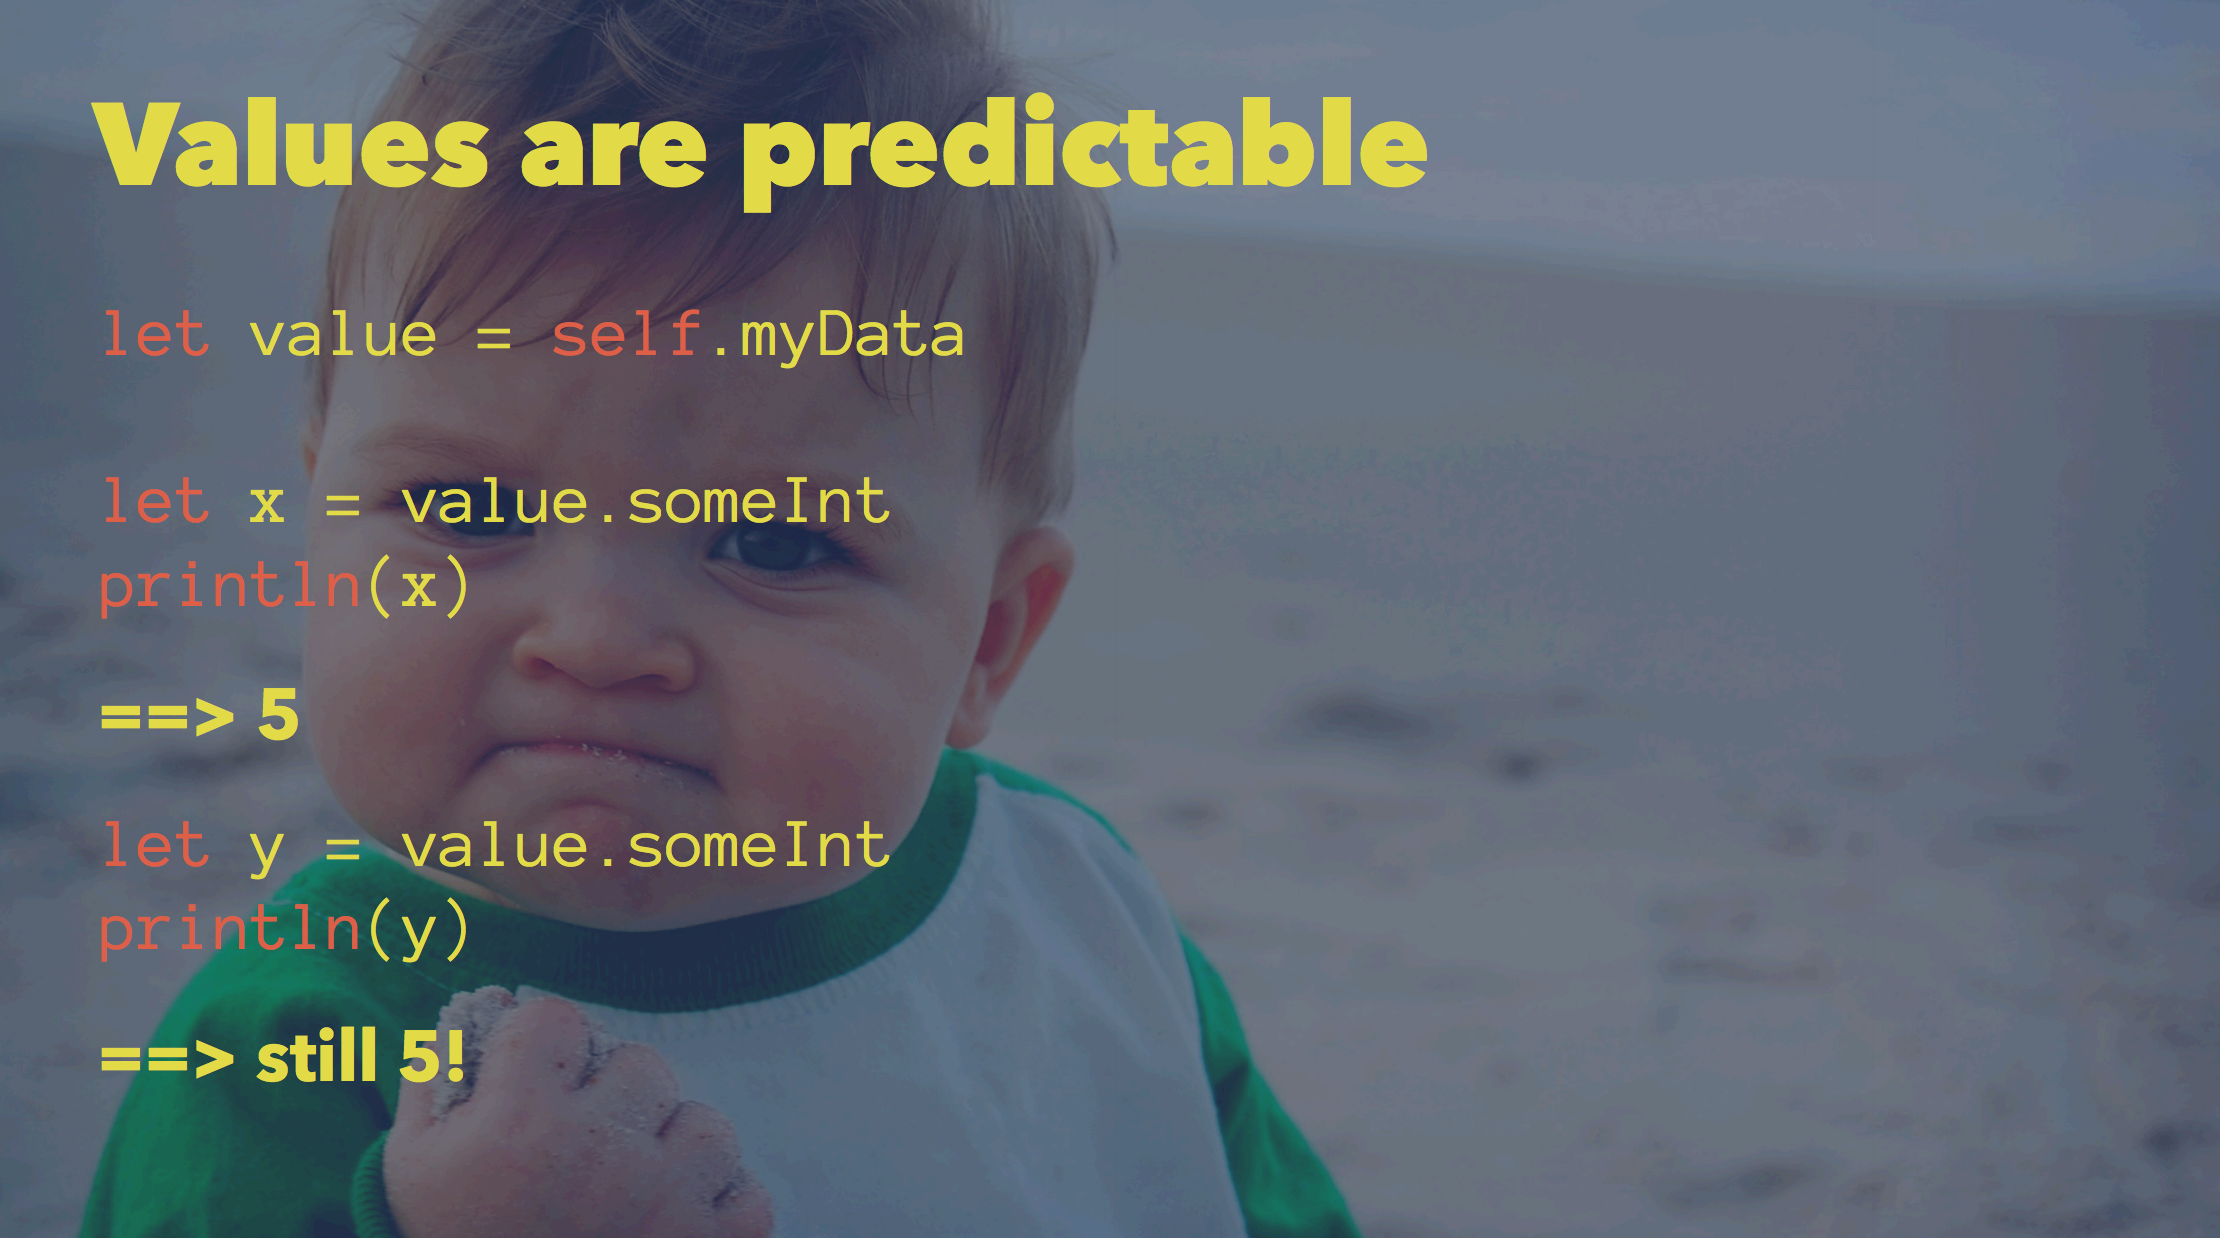 Values are predictable
let value = self.myData
let x = value.someInt
println(x)
==> 5
let y = value.someInt
println(y)
==> still 5!